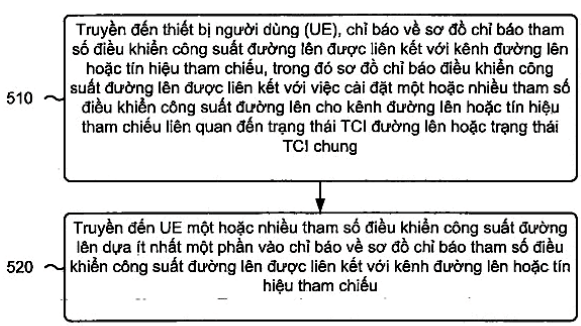 Truyền đến thiết bị người dùng (UE), chỉ báo về sơ đồ chỉ báo tham
số điều khiển công suất đường lên được liên kết với kênh đường lên
hoặc tín hiệu tham chiếu, trong đó sơ đồ chỉ báo điều khiển công
suất đường lên được liên kết với việc cài đặt một hoặc nhiều tham số
điều khiển công suất đường lên cho kênh đường lên hoặc tín hiệu
tham chiếu liên quan đến trạng thái TCI đường lên hoặc trạng thái
TCI chung
510
Truyền đến UE một hoặc nhiều tham số điều khiển công suất đường
lên dựa ít nhất một phần vào chỉ báo về sơ đồ chỉ báo tham số điều
khiển công suất đường lên được liên kết với kênh đường lên hoặc tín
hiệu tham chiếu
520